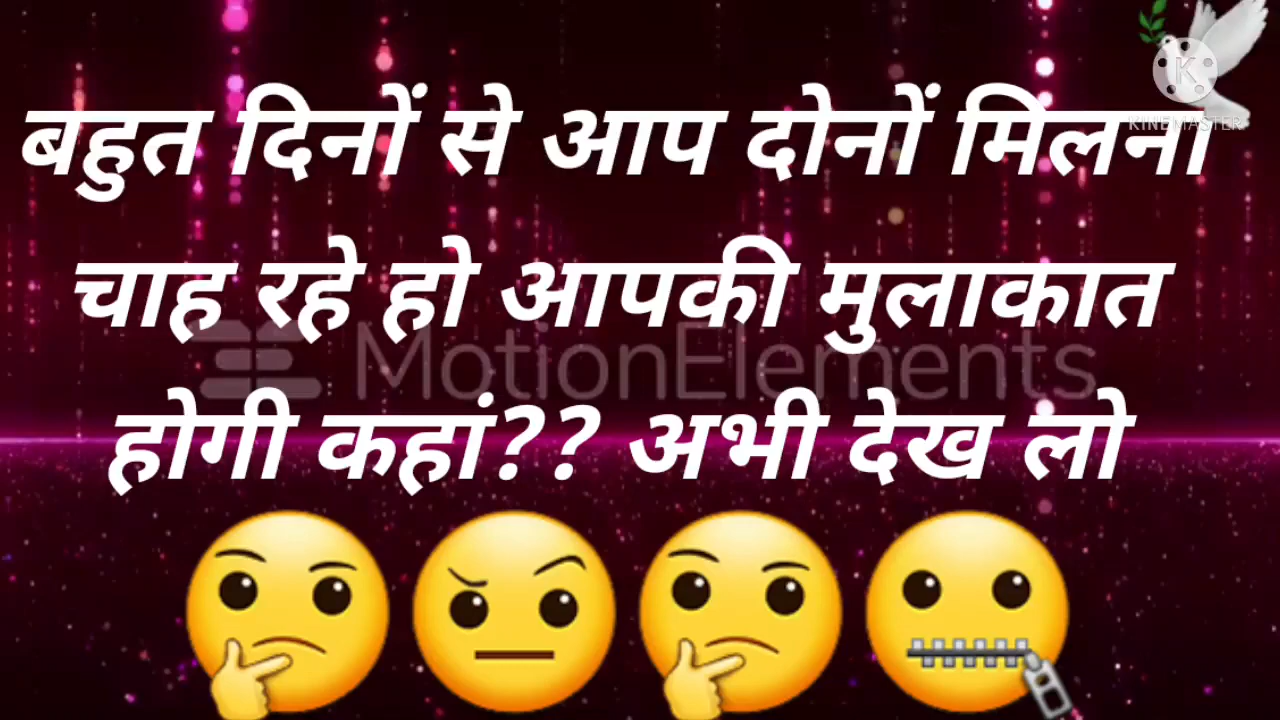 बहुत दिनों से आप दोनों मिलना
KINEMASTER
चाह रहे हो आपकी मुलाकात
MotionElements
होगी कहां?? अभी देख लो